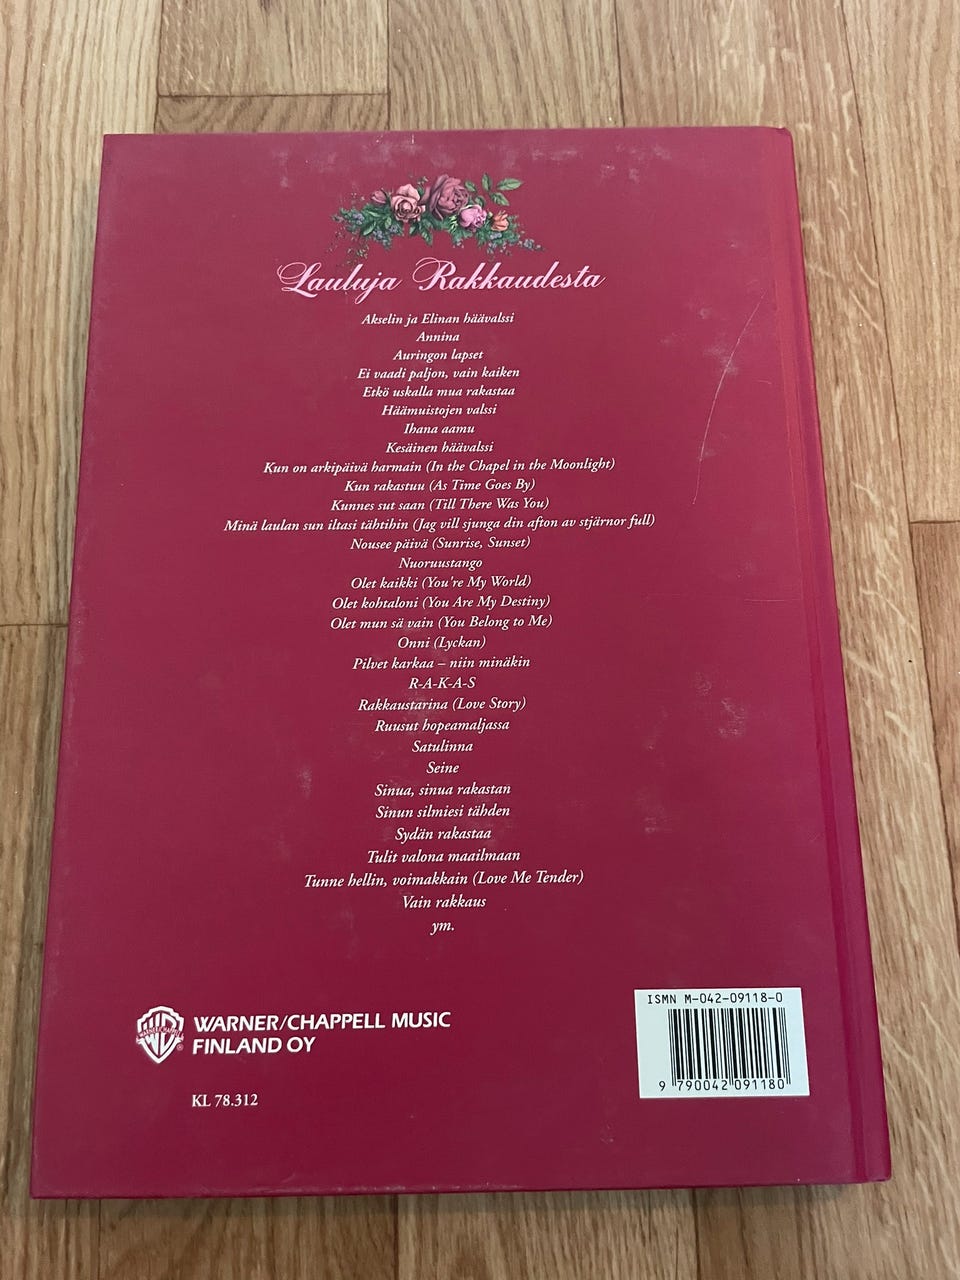 Lauluja Rakkaudesta
Akselin ja Elinan häävalssi
Annina
Auringon lapset
Ei vaadi paljon, vain kaiken
Etkö uskalla mua rakastaa
Häämuistojen valssi
Ihana aamu
Kesäinen häävalssi
Kun on arkipäivä harmain (In the Chapel in the Moonlight)
Kun rakastuu (As Time Goes By)
Kunnes sut saan (Till There Was You)
Minä laulan sun iltasi tähtihin (Jag vill sjunga din afton av stjärnor full)
Nousee päivä (Sunrise, Sunset)
Nuoruustango
Olet kaikki (You're My World)
Olet kohtaloni (You Are My Destiny)
Olet mun sä vain (You Belong to Me)
Onni (Lyckan)
Pilvet karkaa – niin minäkin
R-A-K-A-S
Rakkaustarina (Love Story)
Ruusut hopeamaljassa
Satulinna
Seine
Sinua, sinua rakastan
Sinun silmiesi tähden
Sydän rakastaa
Tulit valona maailmaan
Tunne hellin, voimakkain (Love Me Tender)
Vain rakkaus
ym.
WARNER/CHAPPELL MUSIC
FINLAND OY
KL 78.312
ISMN M-042-09118-0
9 790042 091180